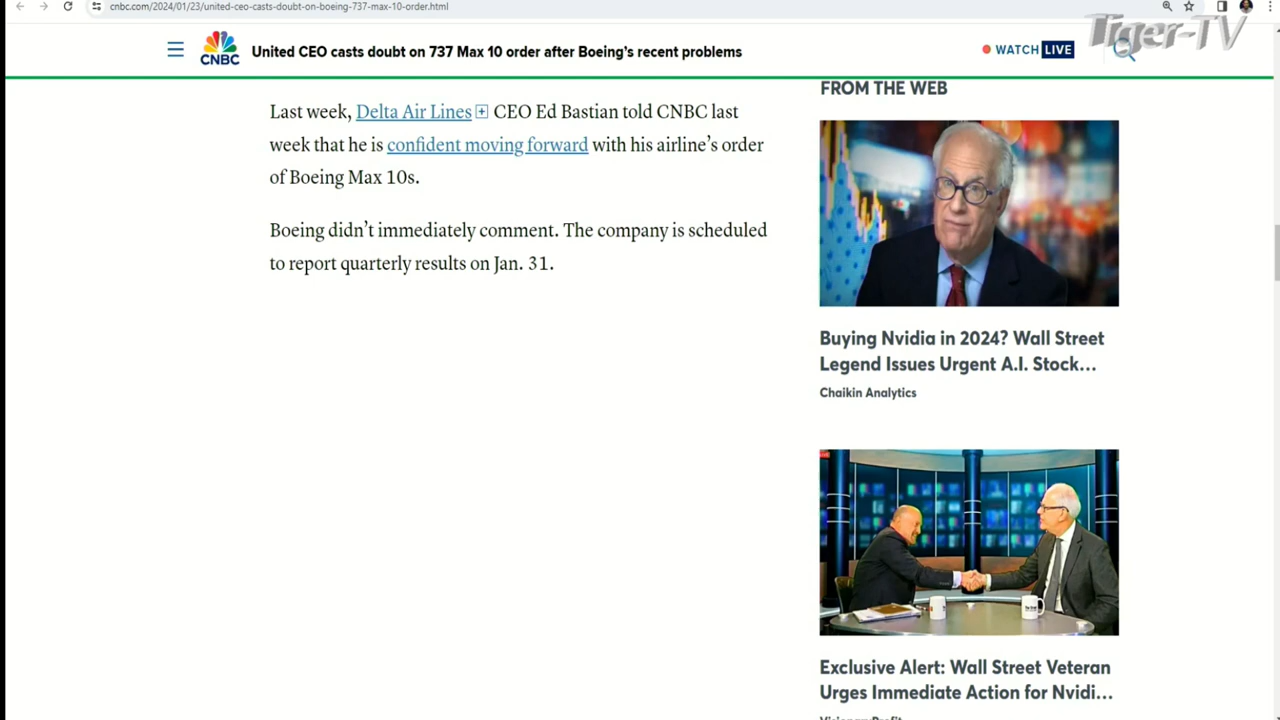 cnbc.com/2024/01/23/united-ceo-casts-doubt-on-boeing-737-max-10-order.html
Tiger-TV
CNBC
United CEO casts doubt on 737 Max 10 order after Boeing's recent problems
WATCH LIVE
Last week, Delta Air Lines CEO Ed Bastian told CNBC last
week that he is confident moving forward with his airline's order
of Boeing Max 10s.
Boeing didn't immediately comment. The company is scheduled
to report quarterly results on Jan. 31.
FROM THE WEB
Buying Nvidia in 2024? Wall Street
Legend Issues Urgent A.I. Stock...
Chaikin Analytics
Exclusive Alert: Wall Street Veteran
Urges Immediate Action for Nvidi...